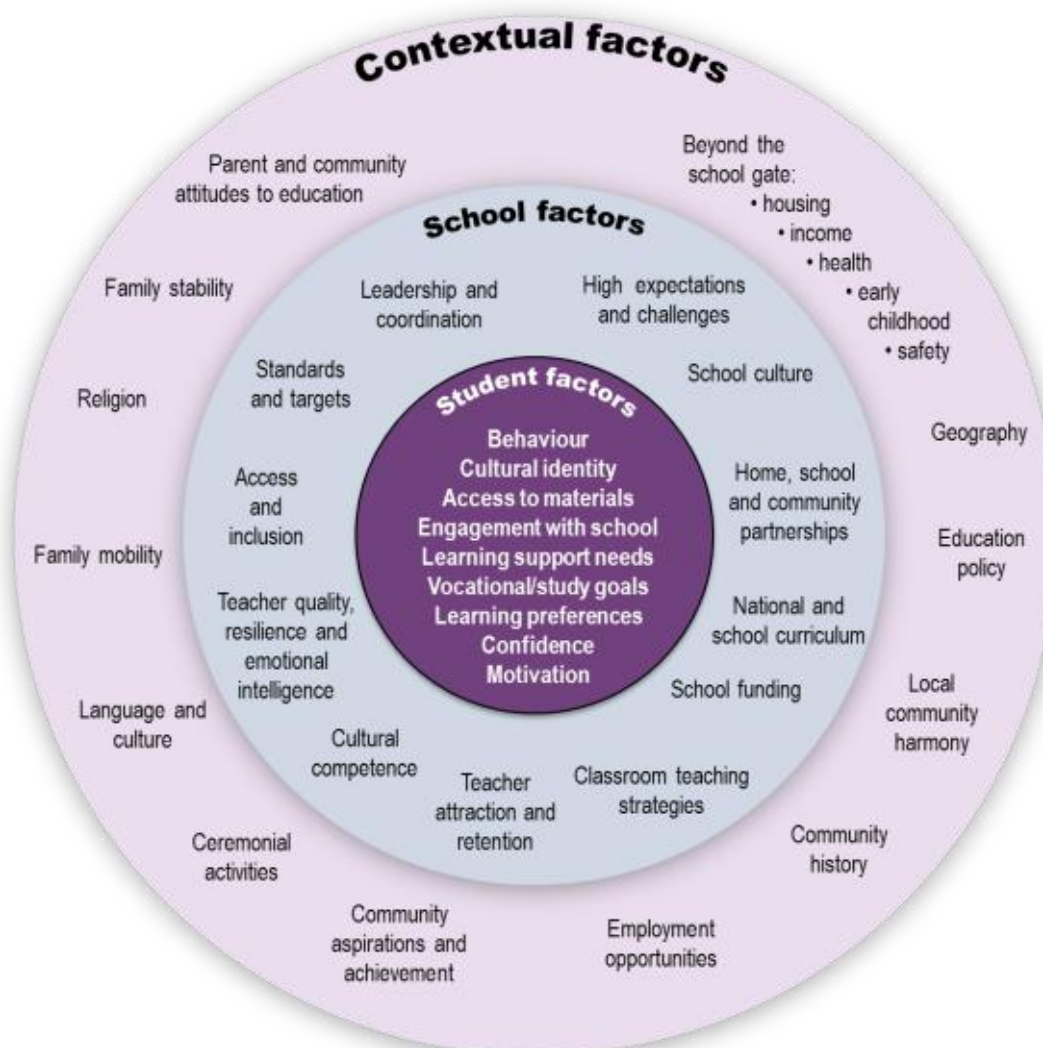 Contextual factors
Parent and community
attitudes to education
Family stability
Religion
Family mobility
Language and
culture
Ceremonial
activities
Community
aspirations and
achievement
Employment
opportunities
Community
history
Local
community
harmony
Education
policy
Geography
Beyond the
school gate:
• housing
• income
• health
• early
childhood
• safety
School factors
Leadership and
coordination
Standards
and targets
Access
and
inclusion
Teacher quality,
resilience and
emotional
intelligence
Cultural
competence
Teacher
attraction and
retention
Classroom teaching
strategies
School funding
National and
school curriculum
Home, school
and community
partnerships
School culture
High expectations
and challenges
Student factors
Behaviour
Cultural identity
Access to materials
Engagement with school
Learning support needs
Vocational/study goals
Learning preferences
Confidence
Motivation